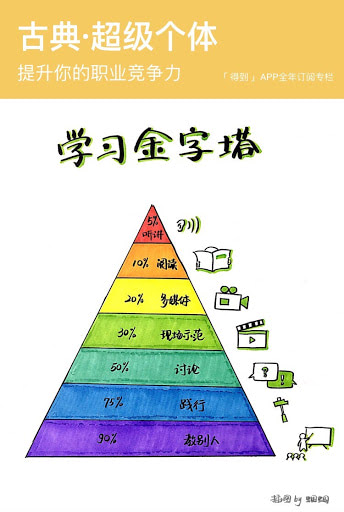 古典·超级个体
提升你的职业竞争力
「得到」APP全年订阅专栏
学习金字塔
5%
听讲
10% 阅读
20% 多媒体
30% 现场示范
50% 讨论
75% 践行
90% 教别人
插图 by